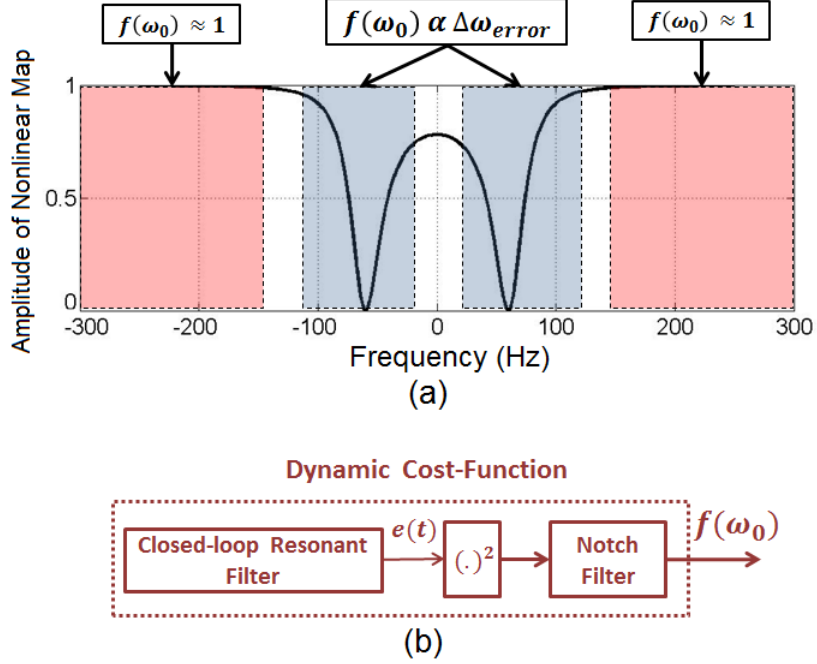 f(ω₀) ≈ 1
f(ω₀) α Δω_error
f(ω₀) ≈ 1
Amplitude of Nonlinear Map
1
0.5
0
-300 -200 -100 0 100 200 300
Frequency (Hz)
(a)
Dynamic Cost-Function
Closed-loop Resonant
Filter
e(t)
(.)²
Notch
Filter
f(ω₀)
(b)